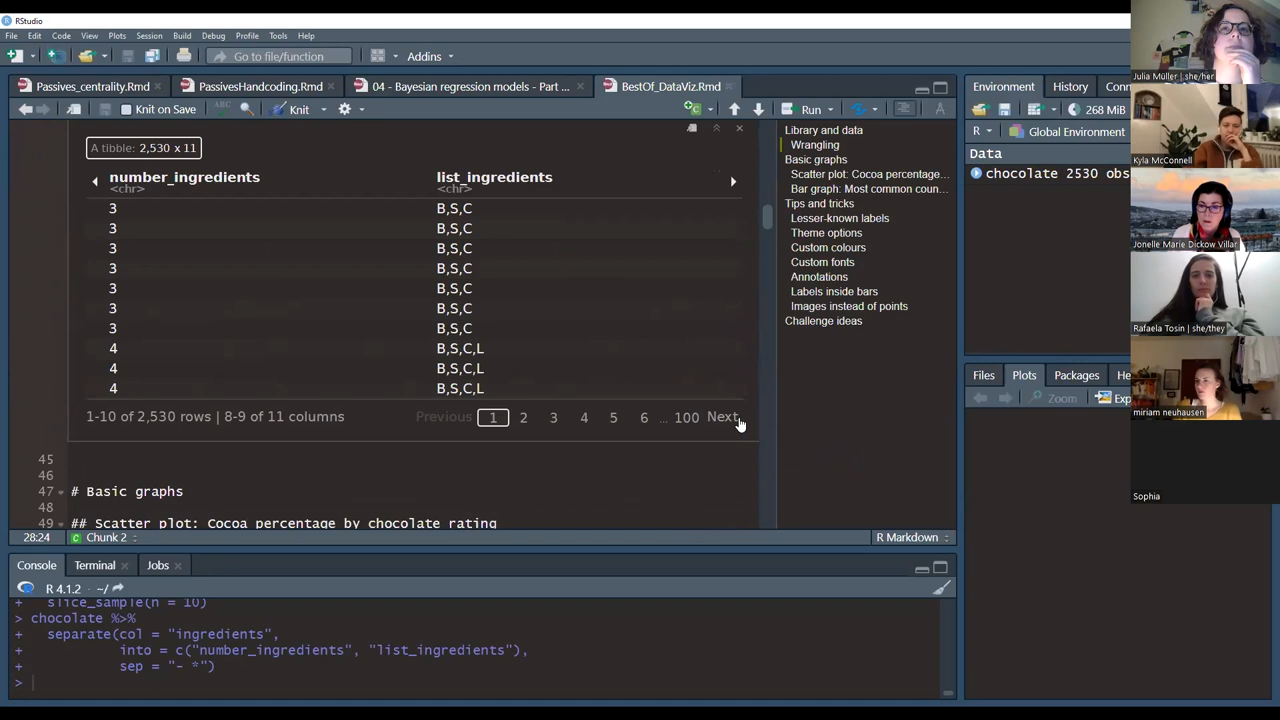 RStudio
File Edit Code View Plots Session Build Debug Profile Tools Help
Go to file/function Addins
Passives_centrality.Rmd PassivesHandcoding.Rmd 04 - Bayesian regression models - Part ... BestOf_DataViz.Rmd
Knit on Save ABC Knit Run
A tibble: 2,530 x 11
number_ingredients list_ingredients
<chr> <chr>
3 B,S,C
3 B,S,C
3 B,S,C
3 B,S,C
3 B,S,C
3 B,S,C
3 B,S,C
4 B,S,C,L
4 B,S,C,L
4 B,S,C,L
1-10 of 2,530 rows | 8-9 of 11 columns Previous 1 2 3 4 5 6 ... 100 Next
45
46
47 # Basic graphs
48
49 ## Scatter plot: Cocoa percentage by chocolate rating
28:24 C Chunk 2 R Markdown
Library and data
Wrangling
Basic graphs
Scatter plot: Cocoa percentage...
Bar graph: Most common coun...
Tips and tricks
Lesser-known labels
Theme options
Custom colours
Custom fonts
Annotations
Labels inside bars
Images instead of points
Challenge ideas
Console Terminal Jobs
R R 4.1.2 · ~/
+ slice_sample(n = 10)
> chocolate %>%
+ separate(col = "ingredients",
+ into = c("number_ingredients", "list_ingredients"),
+ sep = "- *")
>
Environment History Conn
268 MiB
R Global Environment
Data
chocolate 2530 obs
Files Plots Packages He
Zoom Exp
Julia Müller | she/her
Kyla McConnell
Jonelle Marie Dickow Villar
Rafaela Tosin | she/they
miriam neuhausen
Sophia